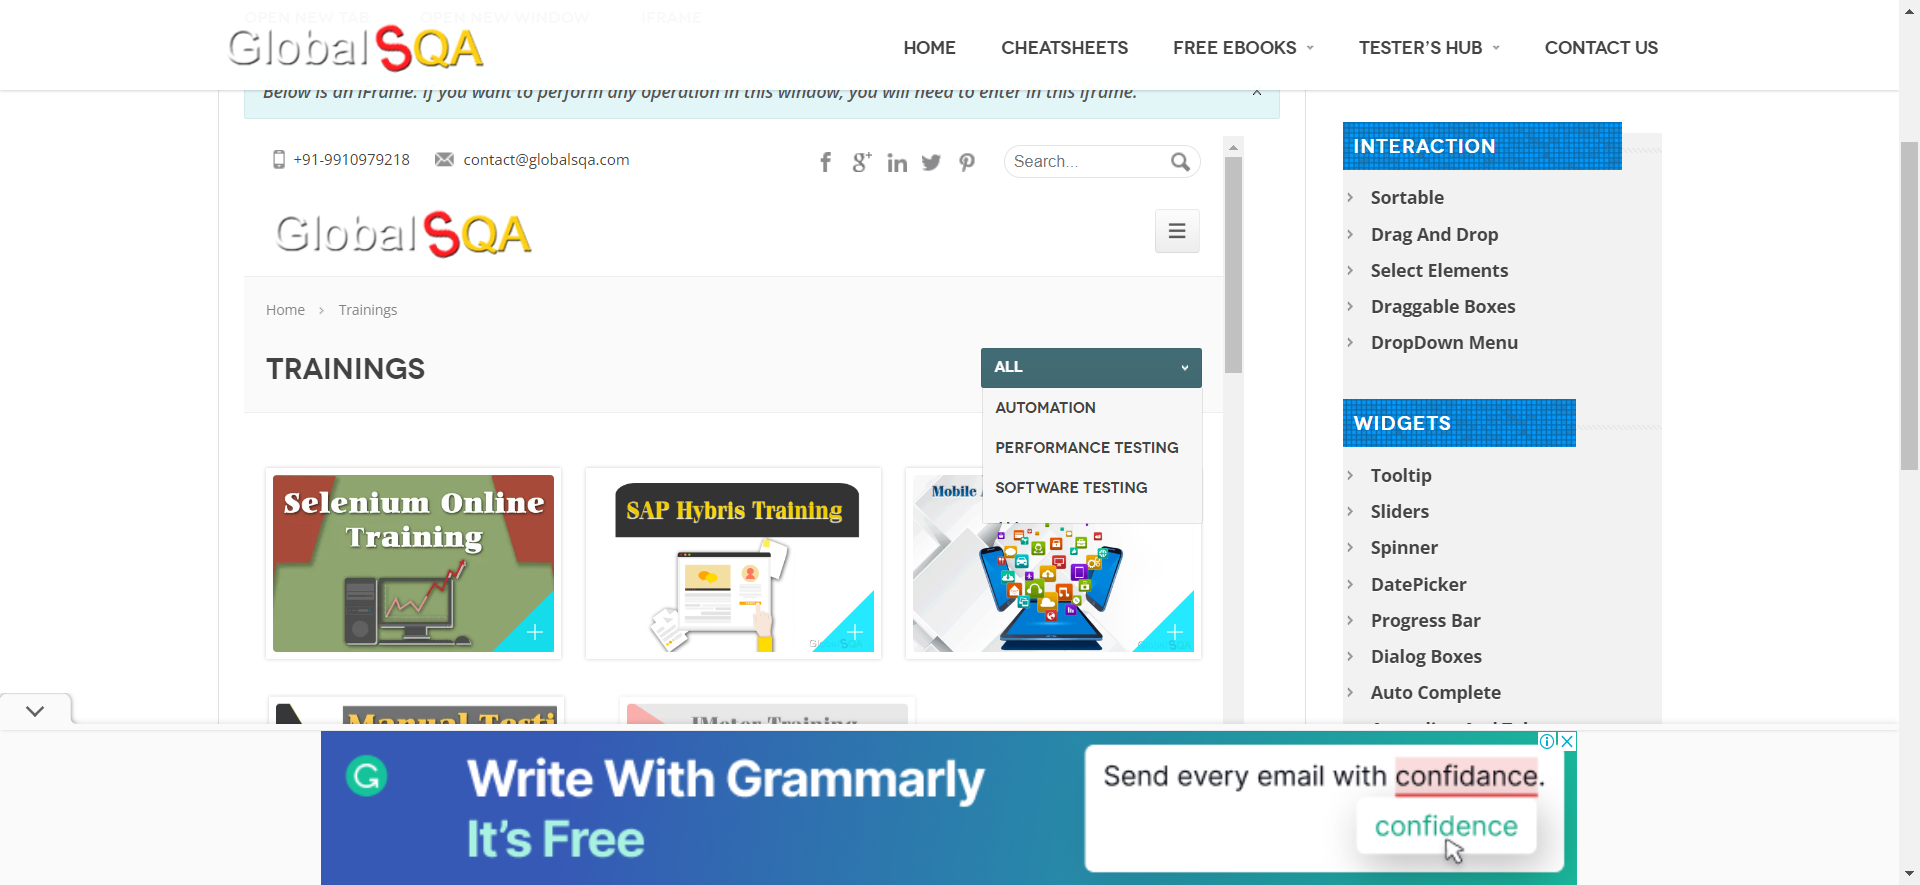 OPEN NEW TAB OPEN NEW WINDOW IFRAME
GlobalSQA
HOME CHEATSHEETS FREE EBOOKS TESTER'S HUB CONTACT US
Below is an iFrame. If you want to perform any operation in this window, you will need to enter in this iframe.
+91-9910979218 contact@globalsqa.com
Search...
GlobalSQA
Home Trainings
TRAININGS
ALL
AUTOMATION
PERFORMANCE TESTING
SOFTWARE TESTING
Selenium Online
Training
SAP Hybris Training
GlobalSQA
Mobile
GlobalSQA
Manual Testi
JMeter Training
INTERACTION
Sortable
Drag And Drop
Select Elements
Draggable Boxes
DropDown Menu
WIDGETS
Tooltip
Sliders
Spinner
DatePicker
Progress Bar
Dialog Boxes
Auto Complete
Write With Grammarly
It's Free
Send every email with confidance.
confidence